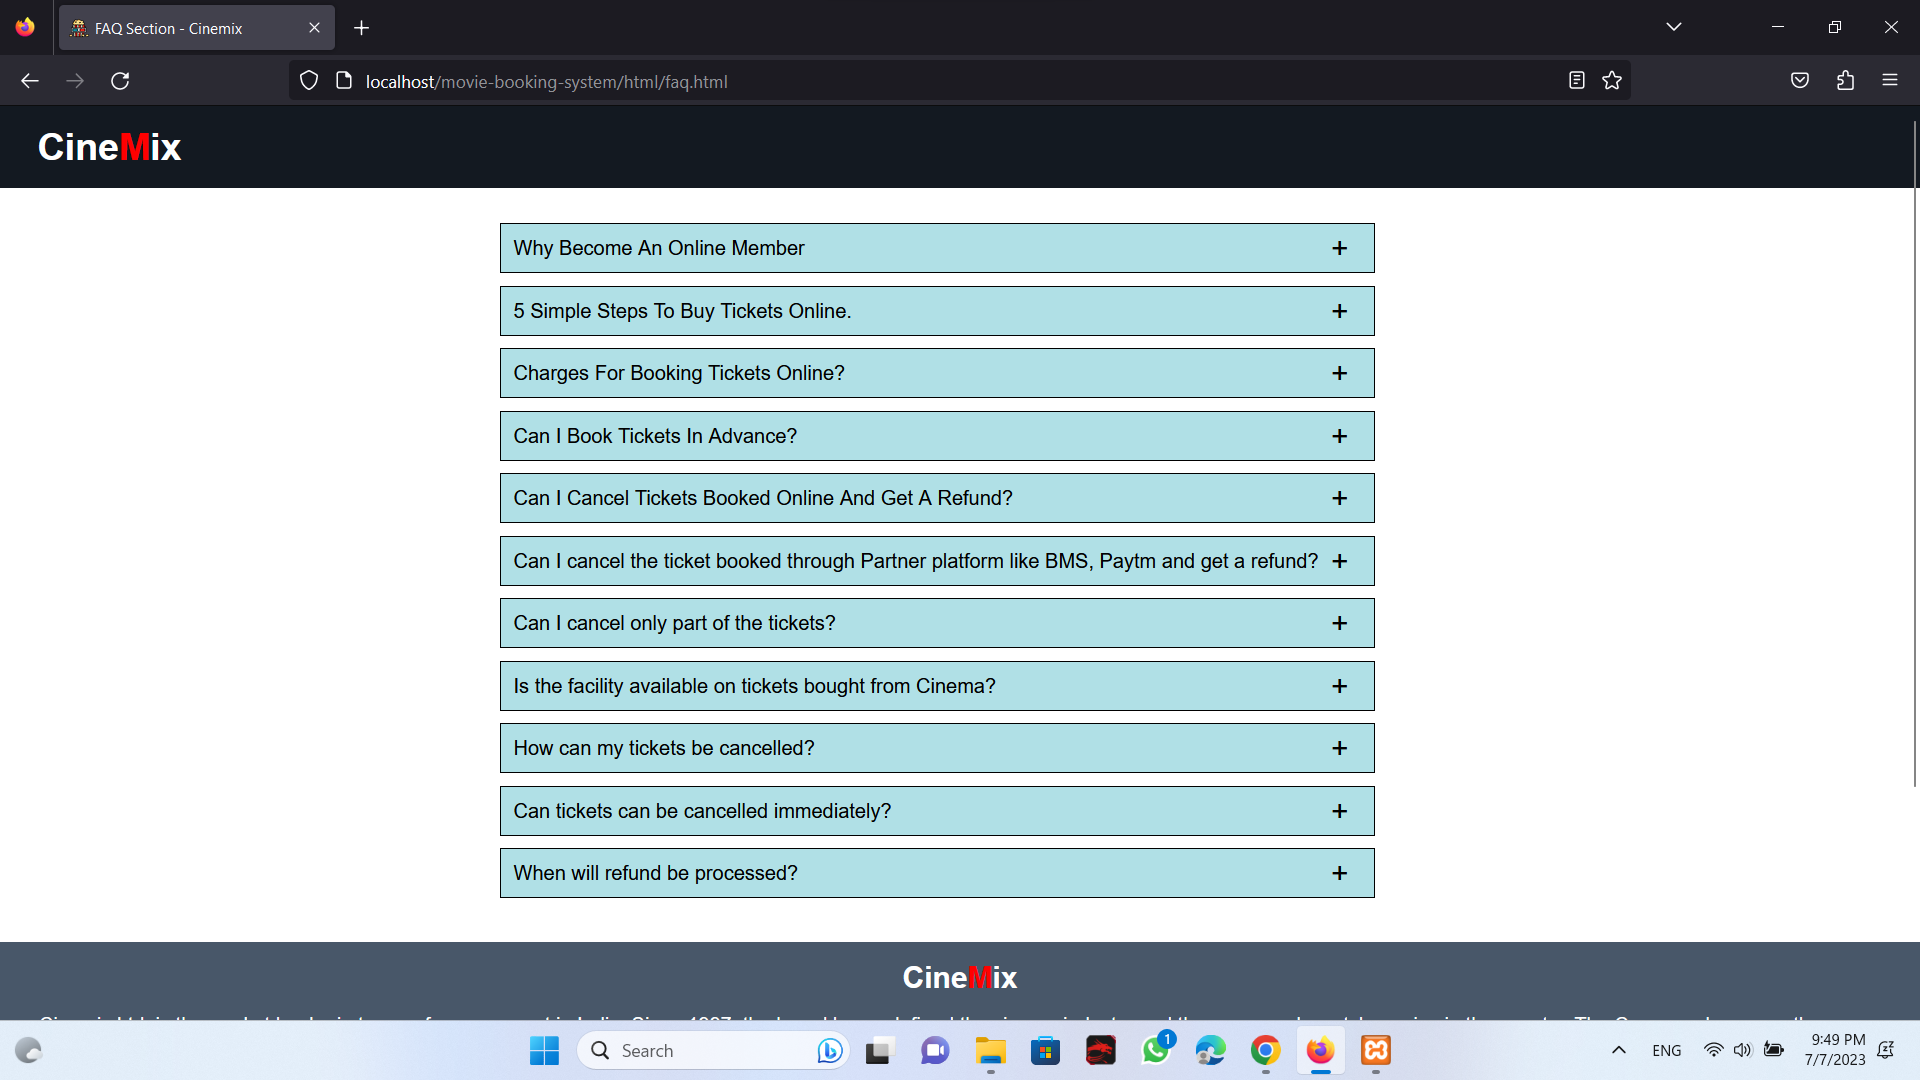 FAQ Section - Cinemix
localhost/movie-booking-system/html/faq.html
CineMix
Why Become An Online Member
5 Simple Steps To Buy Tickets Online.
Charges For Booking Tickets Online?
Can I Book Tickets In Advance?
Can I Cancel Tickets Booked Online And Get A Refund?
Can I cancel the ticket booked through Partner platform like BMS, Paytm and get a refund?
Can I cancel only part of the tickets?
Is the facility available on tickets bought from Cinema?
How can my tickets be cancelled?
Can tickets can be cancelled immediately?
When will refund be processed?
CineMix
Search
1
ENG
9:49 PM
7/7/2023